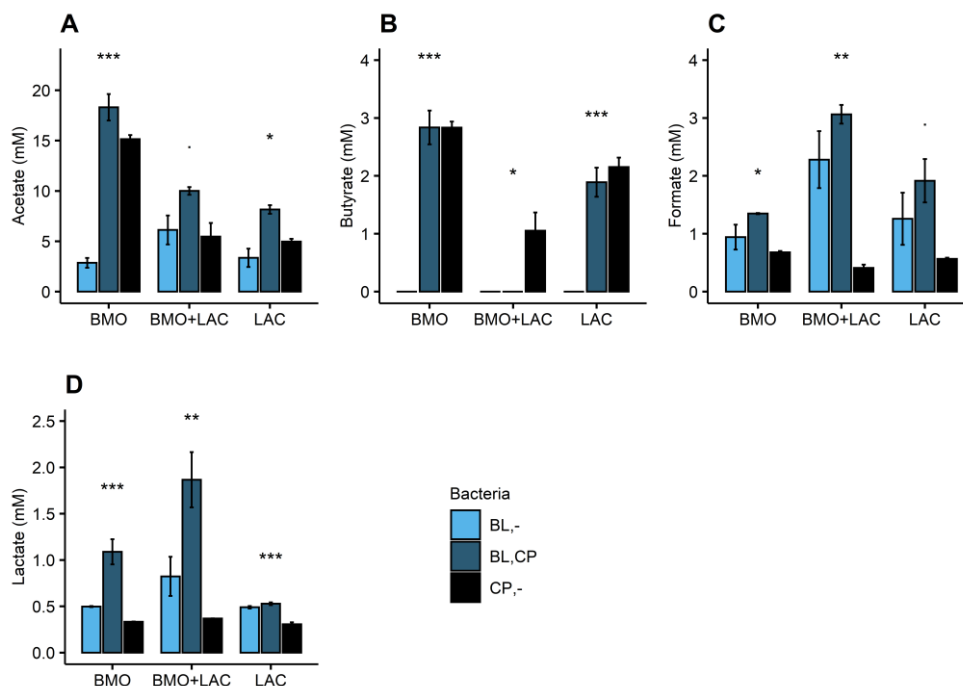 A
Acetate (mM)
20
15
10
5
0
***
.
*
BMO
BMO+LAC
LAC
B
Butyrate (mM)
4
3
2
1
0
***
*
***
BMO
BMO+LAC
LAC
C
Formate (mM)
4
3
2
1
0
*
**
.
BMO
BMO+LAC
LAC
D
Lactate (mM)
2.5
2.0
1.5
1.0
0.5
0.0
***
**
***
BMO
BMO+LAC
LAC
Bacteria
BL,-
BL,CP
CP,-